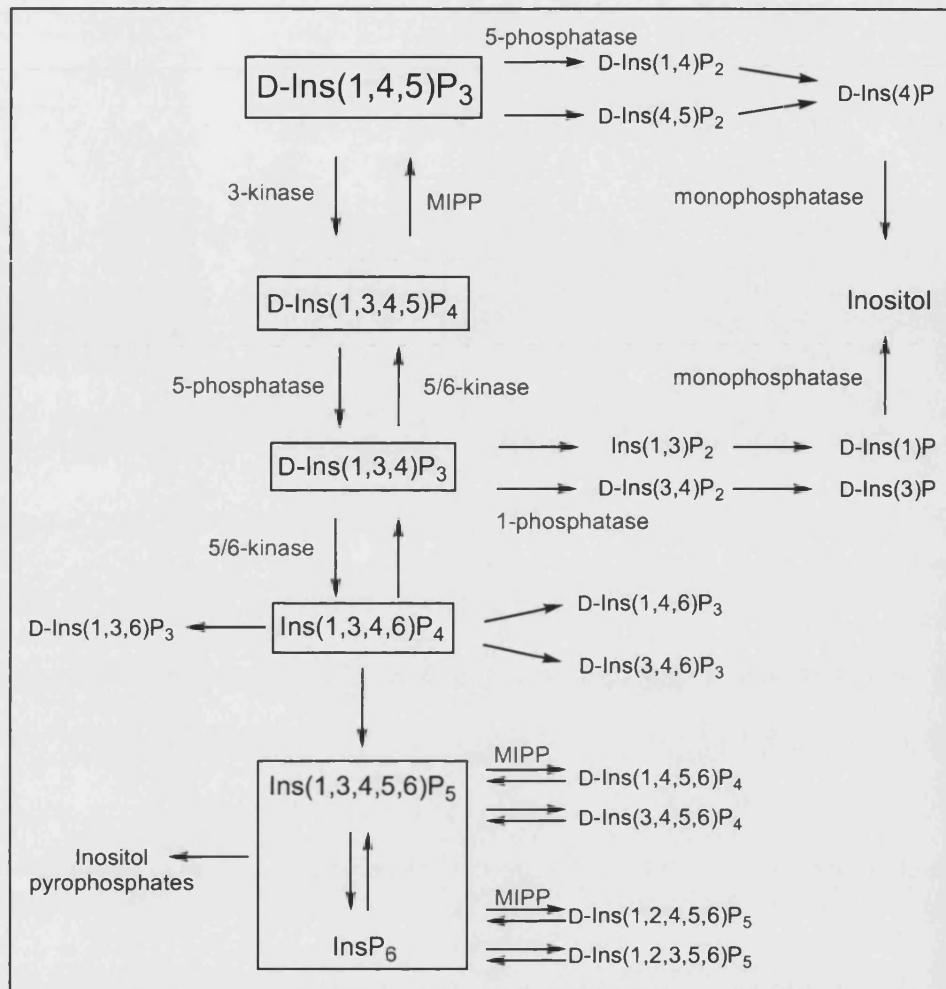 5-phosphatase
D-Ins(1,4,5)P3
D-Ins(1,4)P2
D-Ins(4)P
D-Ins(4,5)P2
3-kinase
MIPP
monophosphatase
D-Ins(1,3,4,5)P4
Inositol
5-phosphatase
5/6-kinase
monophosphatase
D-Ins(1,3,4)P3
Ins(1,3)P2
D-Ins(1)P
D-Ins(3,4)P2
D-Ins(3)P
1-phosphatase
5/6-kinase
D-Ins(1,3,6)P3
Ins(1,3,4,6)P4
D-Ins(1,4,6)P3
D-Ins(3,4,6)P3
MIPP
Ins(1,3,4,5,6)P5
D-Ins(1,4,5,6)P4
D-Ins(3,4,5,6)P4
Inositol
pyrophosphates
MIPP
D-Ins(1,2,4,5,6)P5
InsP6
D-Ins(1,2,3,5,6)P5